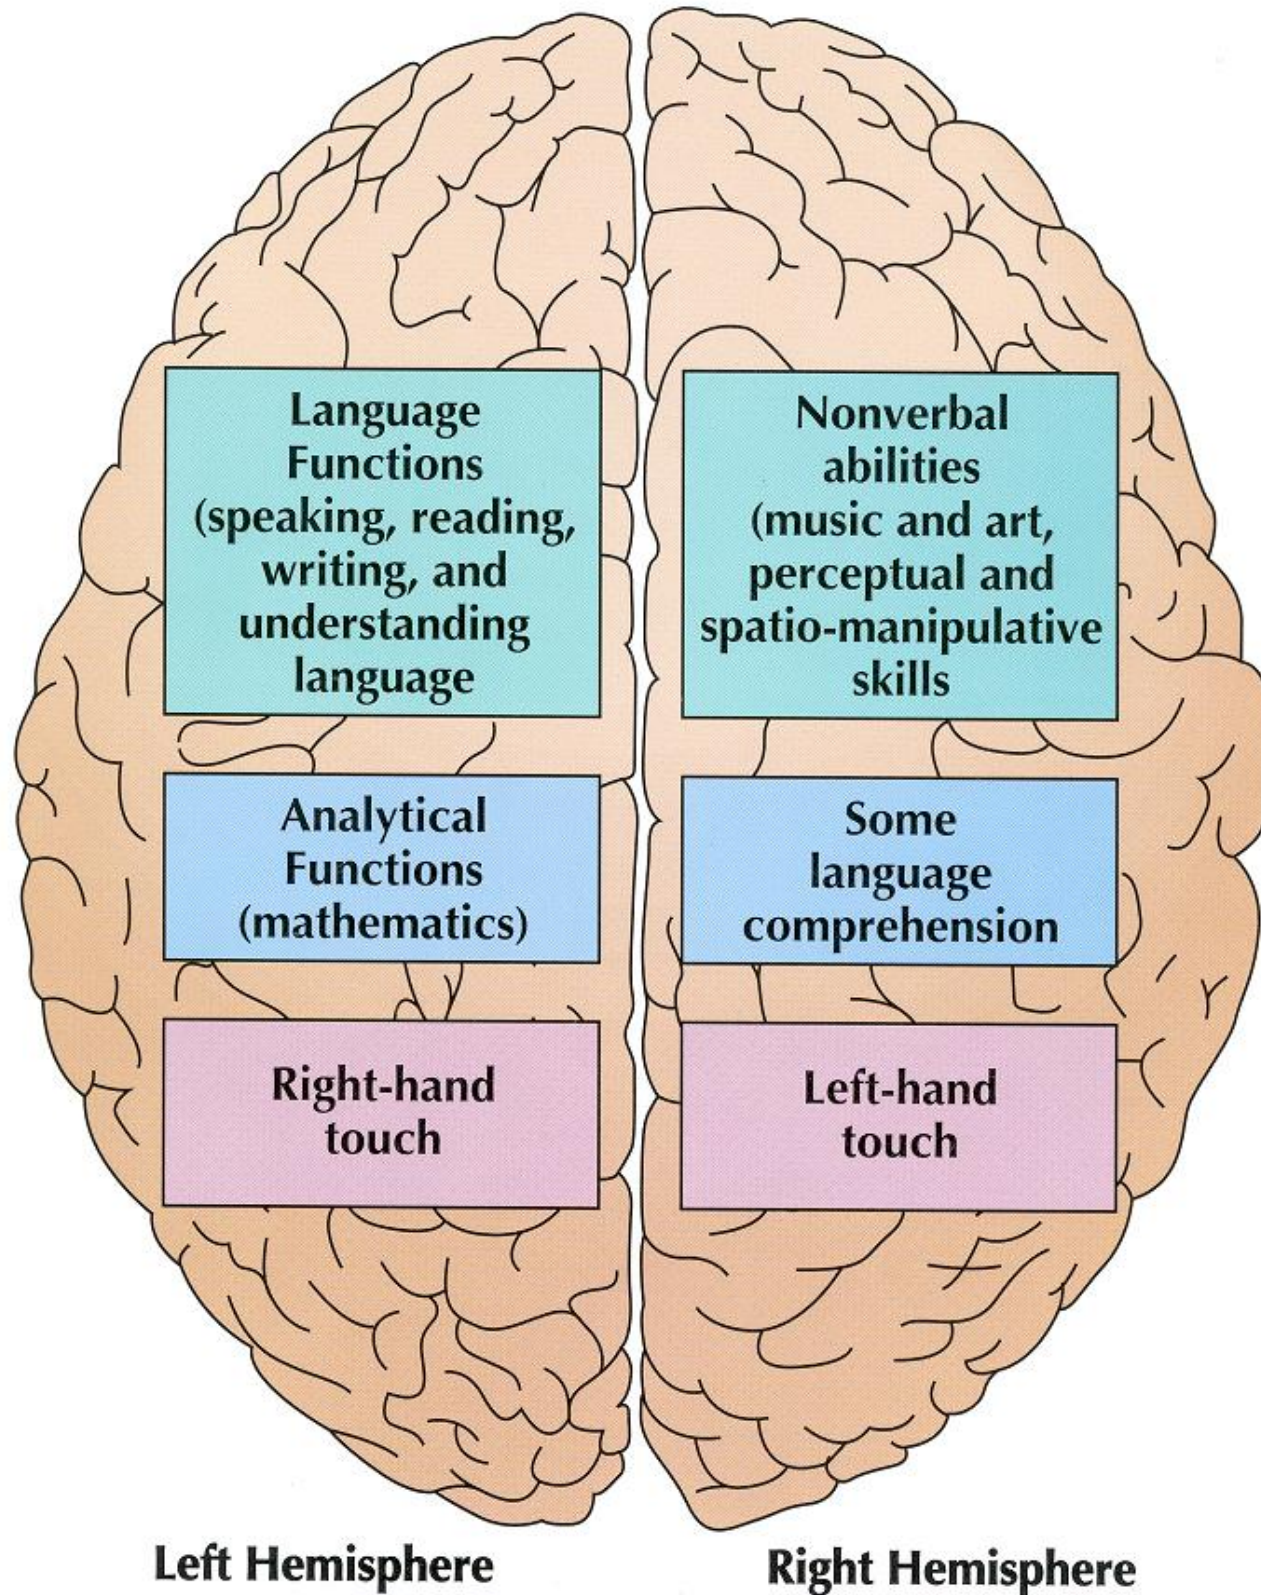 Language
Functions
(speaking, reading,
writing, and
understanding
language
Nonverbal
abilities
(music and art,
perceptual and
spatio-manipulative
skills
Analytical
Functions
(mathematics)
Some
language
comprehension
Right-hand
touch
Left-hand
touch
Left Hemisphere
Right Hemisphere